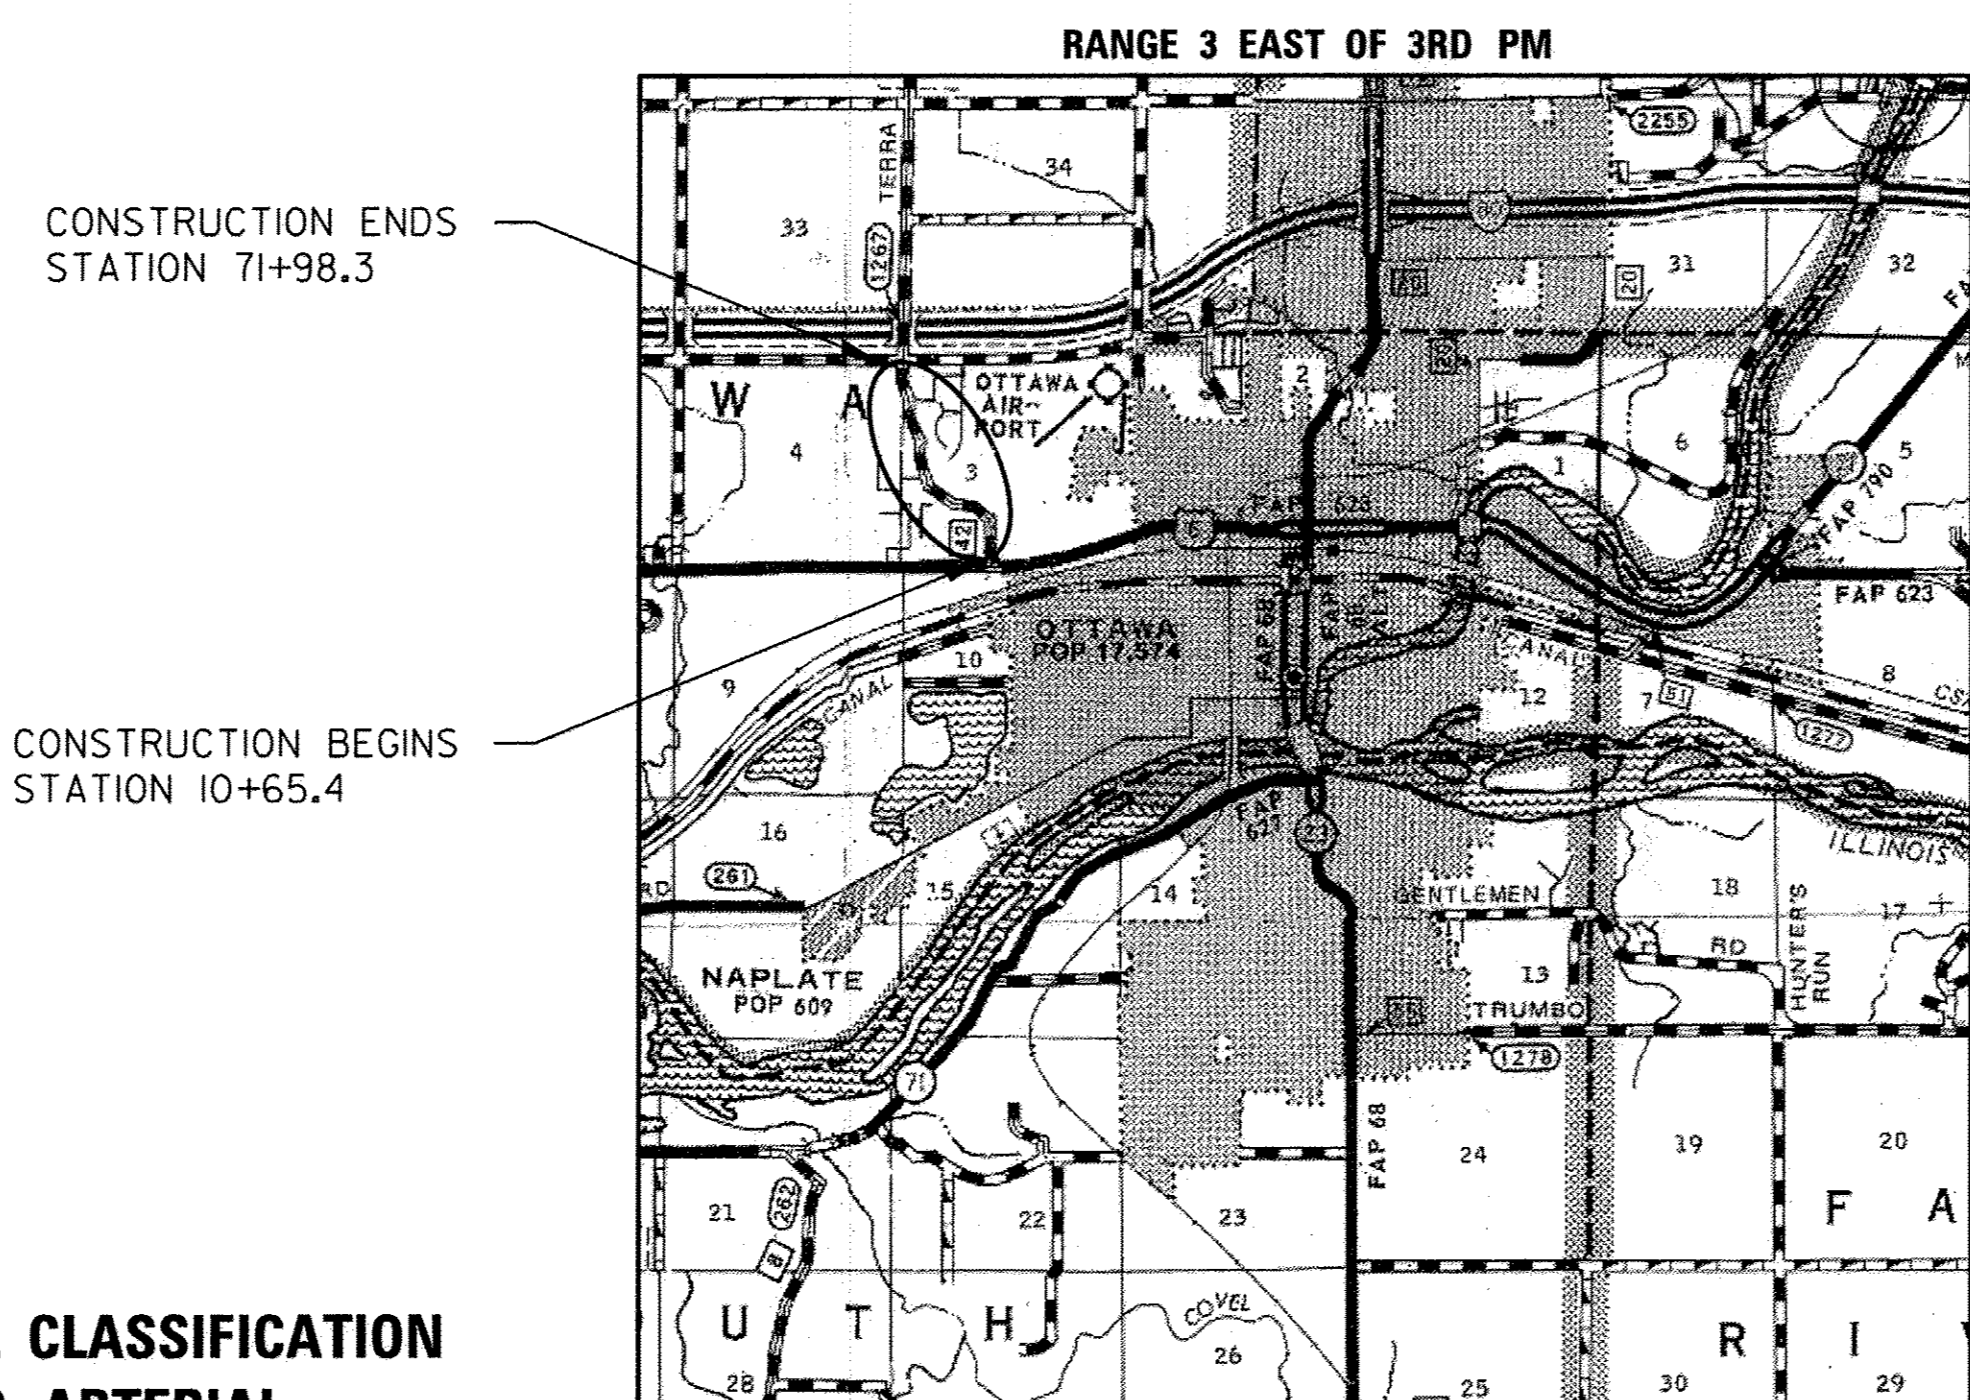 RANGE 3 EAST OF 3RD PM
CONSTRUCTION ENDS
STATION 71+98.3
CONSTRUCTION BEGINS
STATION 10+65.4
CLASSIFICATION
TERRA
1267
33
34
2255
31
32
20
W A
4
3
42
OTTAWA
AIR-
PORT
2
1
6
5
6
FAP 790
FAP 623
OTTAWA
POP 17,574
FAP 68
FAP
CANAL
9
10
12
7
51
8
1277
16
261
RD
15
14
FAP
23
ILLINOIS
GENTLEMEN
RD
18
17
HUNTER'S
RUN
13
TRUMBO
1278
NAPLATE
POP 609
71
FAP 68
24
19
20
21
262
8
22
23
F A
U T H
COVEL
R I
28
26
25
30
29